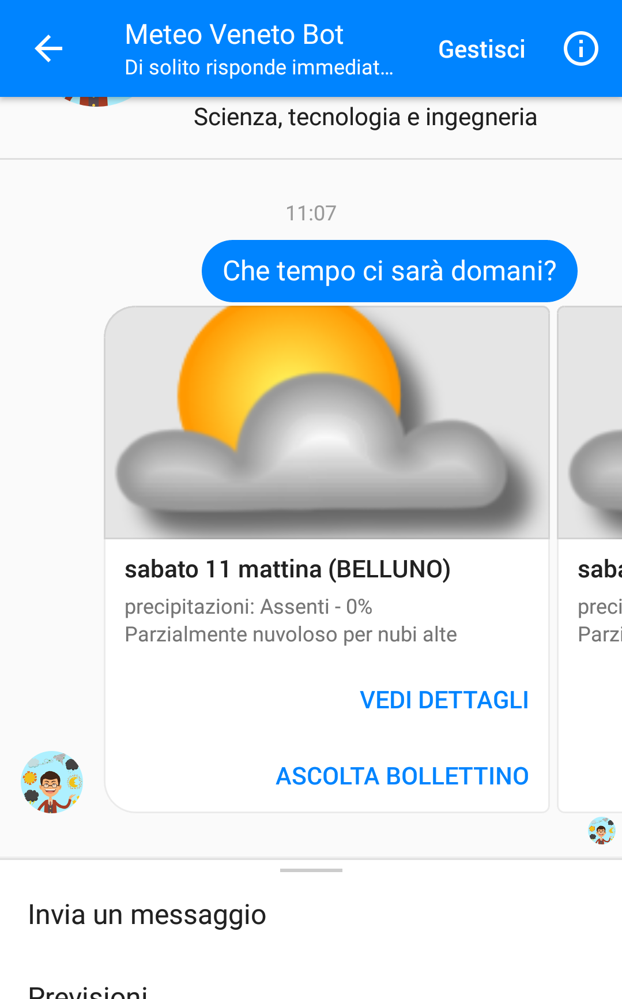 Meteo Veneto Bot
Di solito risponde immediat...
Gestisci
Scienza, tecnologia e ingegneria
11:07
Che tempo ci sarà domani?
sabato 11 mattina (BELLUNO)
precipitazioni: Assenti - 0%
Parzialmente nuvoloso per nubi alte
VEDI DETTAGLI
ASCOLTA BOLLETTINO
saba
preci
Parzi
Invia un messaggio
Previsioni